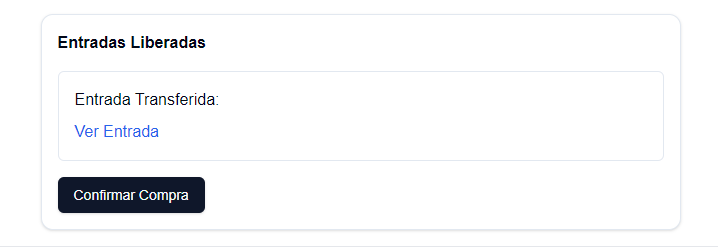 Entradas Liberadas
Entrada Transferida:
Ver Entrada
Confirmar Compra